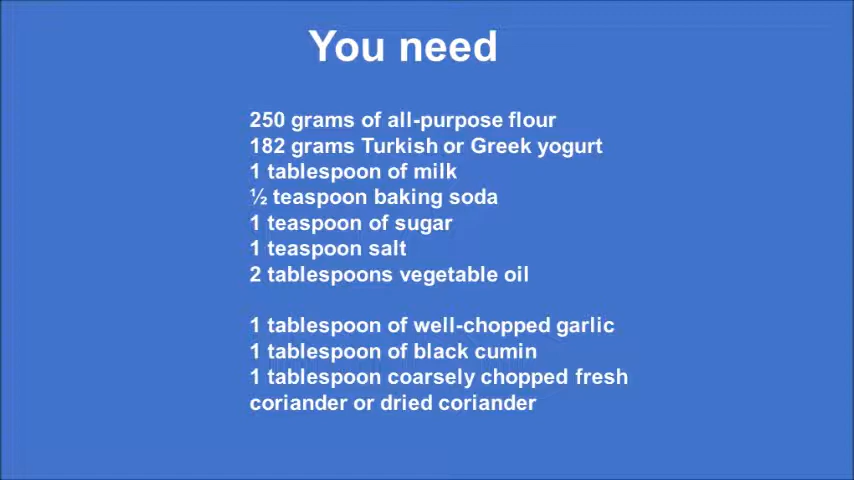 You need
250 grams of all-purpose flour
182 grams Turkish or Greek yogurt
1 tablespoon of milk
½ teaspoon baking soda
1 teaspoon of sugar
1 teaspoon salt
2 tablespoons vegetable oil
1 tablespoon of well-chopped garlic
1 tablespoon of black cumin
1 tablespoon coarsely chopped fresh
coriander or dried coriander